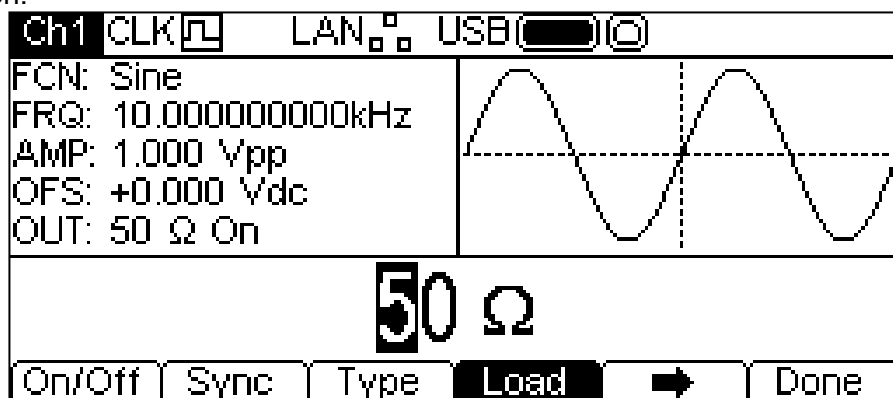 Ch1 CLK LAN USB
FCN: Sine
FRQ: 10.000000000kHz
AMP: 1.000 Vpp
OFS: +0.000 Vdc
OUT: 50 Ω On
50 Ω
On/Off Sync Type Load Done